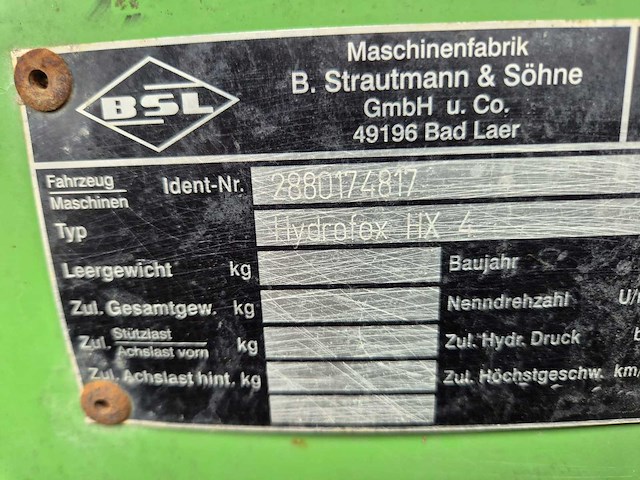 BSL
Maschinenfabrik
B. Strautmann & Söhne
GmbH u. Co.
49196 Bad Laer
Fahrzeug
Maschinen
Ident-Nr. 2880174817
Typ Hydrofox HX 4
Leergewicht kg
Baujahr
Zul. Gesamtgew. kg
Nenndrehzahl
Zul. Stützlast
Achslast vorn kg
Zul. Hydr. Druck
Zul. Achslast hint. kg
Zul. Höchstgeschw. km/